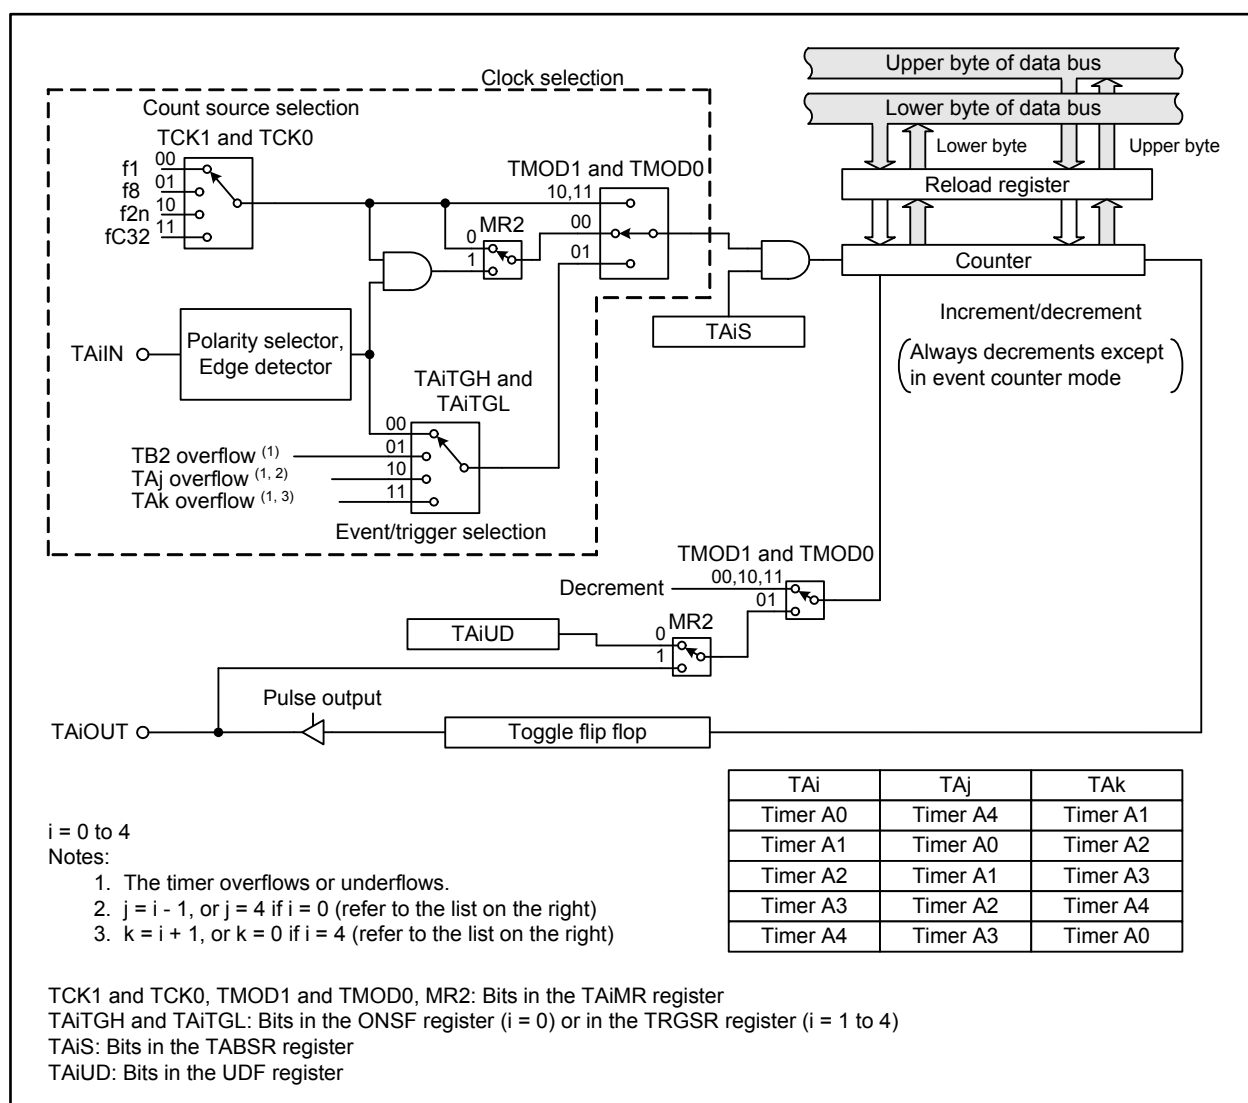 Upper byte of data bus
Clock selection
Count source selection
Lower byte of data bus
TCK1 and TCK0
Lower byte
Upper byte
00
f1
TMOD1 and TMOD0
01
f8
10,11
Reload register
10
f2n
MR2
00
11
fC32
0
1
01
Counter
TAiS
Increment/decrement
TAiIN
Polarity selector,
Edge detector
(Always decrements except
in event counter mode)
TAiTGH and
TAiTGL
00
TB2 overflow (1)
01
TAj overflow (1, 2)
10
TAk overflow (1, 3)
11
Event/trigger selection
TMOD1 and TMOD0
Decrement
00,10,11
01
MR2
TAiUD
0
1
Pulse output
TAiOUT
Toggle flip flop
TAi TAj TAk
Timer A0 Timer A4 Timer A1
Timer A1 Timer A0 Timer A2
Timer A2 Timer A1 Timer A3
Timer A3 Timer A2 Timer A4
Timer A4 Timer A3 Timer A0
i = 0 to 4
Notes:
1. The timer overflows or underflows.
2. j = i - 1, or j = 4 if i = 0 (refer to the list on the right)
3. k = i + 1, or k = 0 if i = 4 (refer to the list on the right)
TCK1 and TCK0, TMOD1 and TMOD0, MR2: Bits in the TAiMR register
TAiTGH and TAiTGL: Bits in the ONSF register (i = 0) or in the TRGSR register (i = 1 to 4)
TAiS: Bits in the TABSR register
TAiUD: Bits in the UDF register